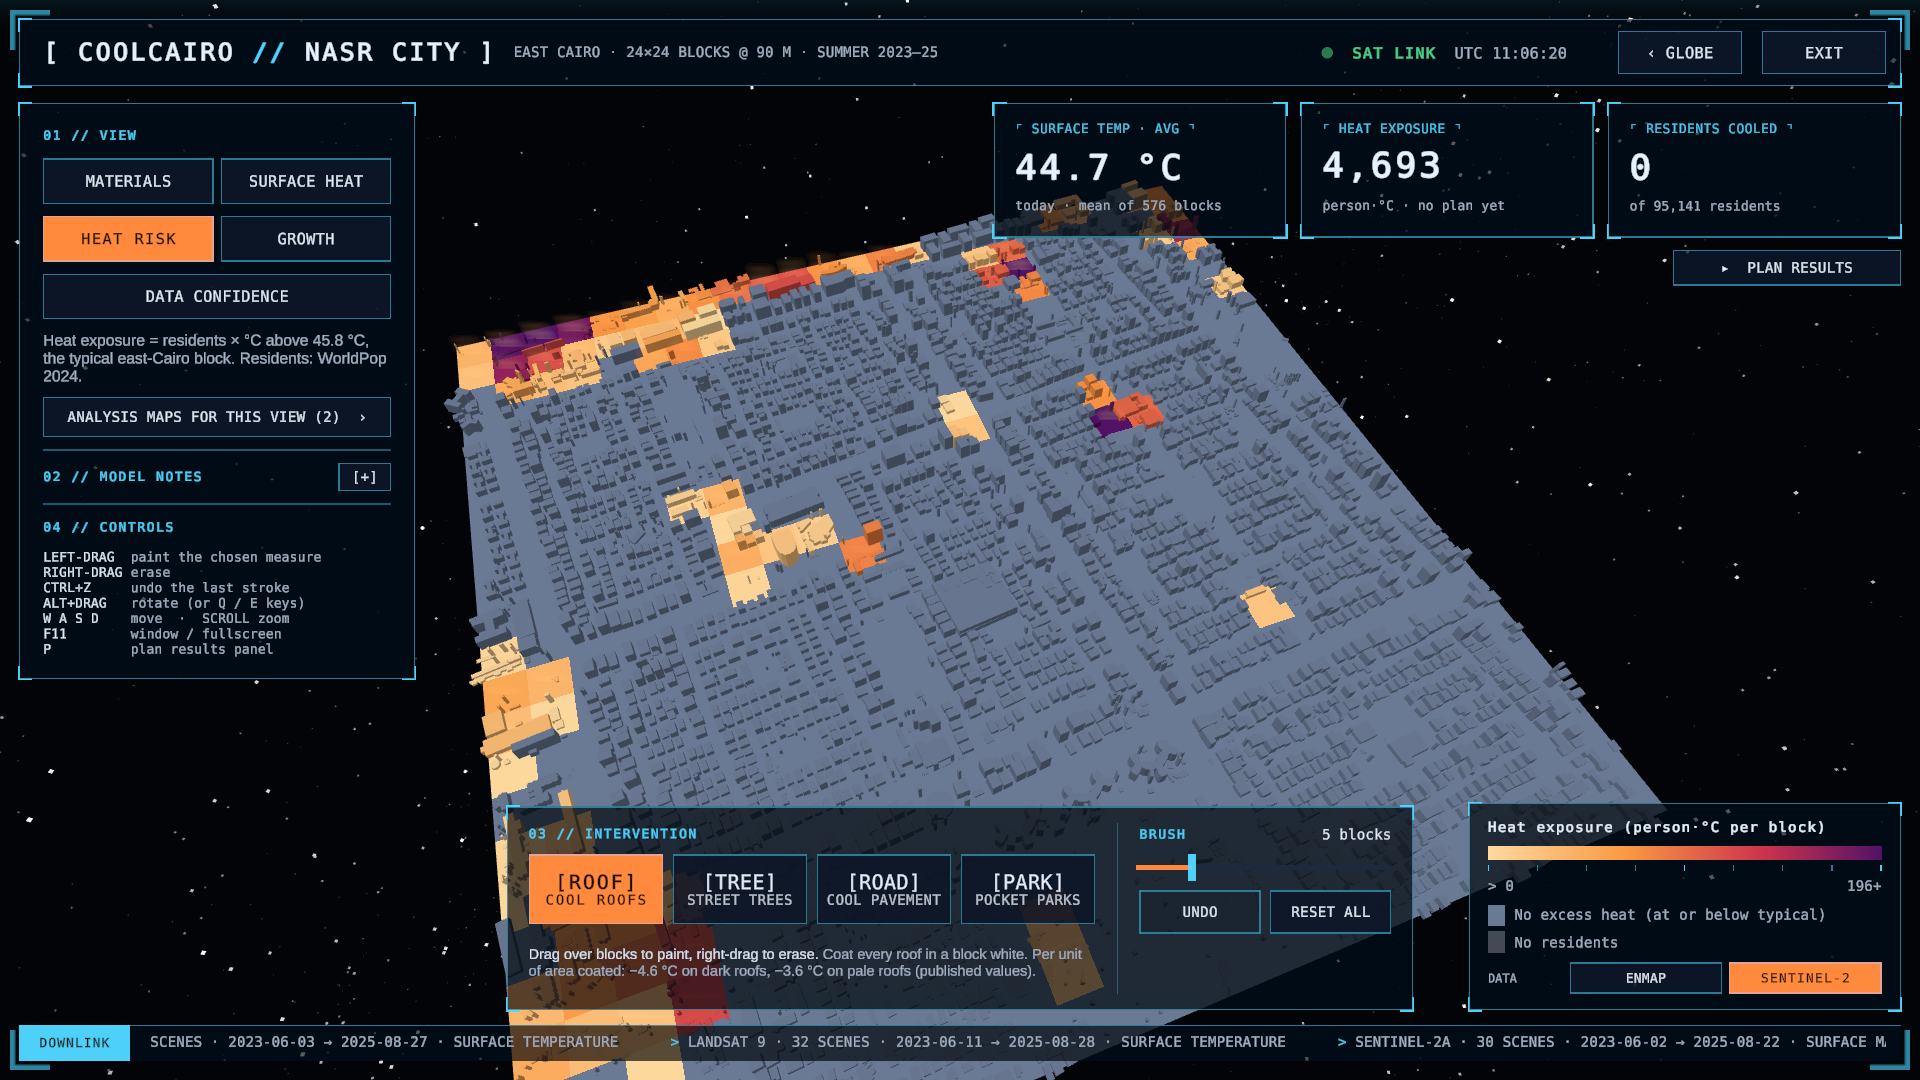 [ COOLCAIRO // NASR CITY ] EAST CAIRO · 24×24 BLOCKS @ 90 M · SUMMER 2023–25
SAT LINK UTC 11:06:20 ‹ GLOBE EXIT
01 // VIEW
MATERIALS SURFACE HEAT
HEAT RISK GROWTH
DATA CONFIDENCE
Heat exposure = residents × °C above 45.8 °C,
the typical east-Cairo block. Residents: WorldPop
2024.
ANALYSIS MAPS FOR THIS VIEW (2) ›
02 // MODEL NOTES [+]
04 // CONTROLS
LEFT-DRAG paint the chosen measure
RIGHT-DRAG erase
CTRL+Z undo the last stroke
ALT+DRAG rotate (or Q / E keys)
W A S D move · SCROLL zoom
F11 window / fullscreen
P plan results panel
⌜ SURFACE TEMP · AVG ⌝
44.7 °C
today · mean of 576 blocks
⌜ HEAT EXPOSURE ⌝
4,693
person·°C · no plan yet
⌜ RESIDENTS COOLED ⌝
0
of 95,141 residents
▸ PLAN RESULTS
03 // INTERVENTION
[ROOF] [TREE] [ROAD] [PARK]
COOL ROOFS STREET TREES COOL PAVEMENT POCKET PARKS
Drag over blocks to paint, right-drag to erase. Coat every roof in a block white. Per unit
of area coated: −4.6 °C on dark roofs, −3.6 °C on pale roofs (published values).
BRUSH 5 blocks
UNDO RESET ALL
Heat exposure (person·°C per block)
> 0 196+
No excess heat (at or below typical)
No residents
DATA ENMAP SENTINEL-2
DOWNLINK SCENES · 2023-06-03 → 2025-08-27 · SURFACE TEMPERATURE > LANDSAT 9 · 32 SCENES · 2023-06-11 → 2025-08-28 · SURFACE TEMPERATURE > SENTINEL-2A · 30 SCENES · 2023-06-02 → 2025-08-22 · SURFACE